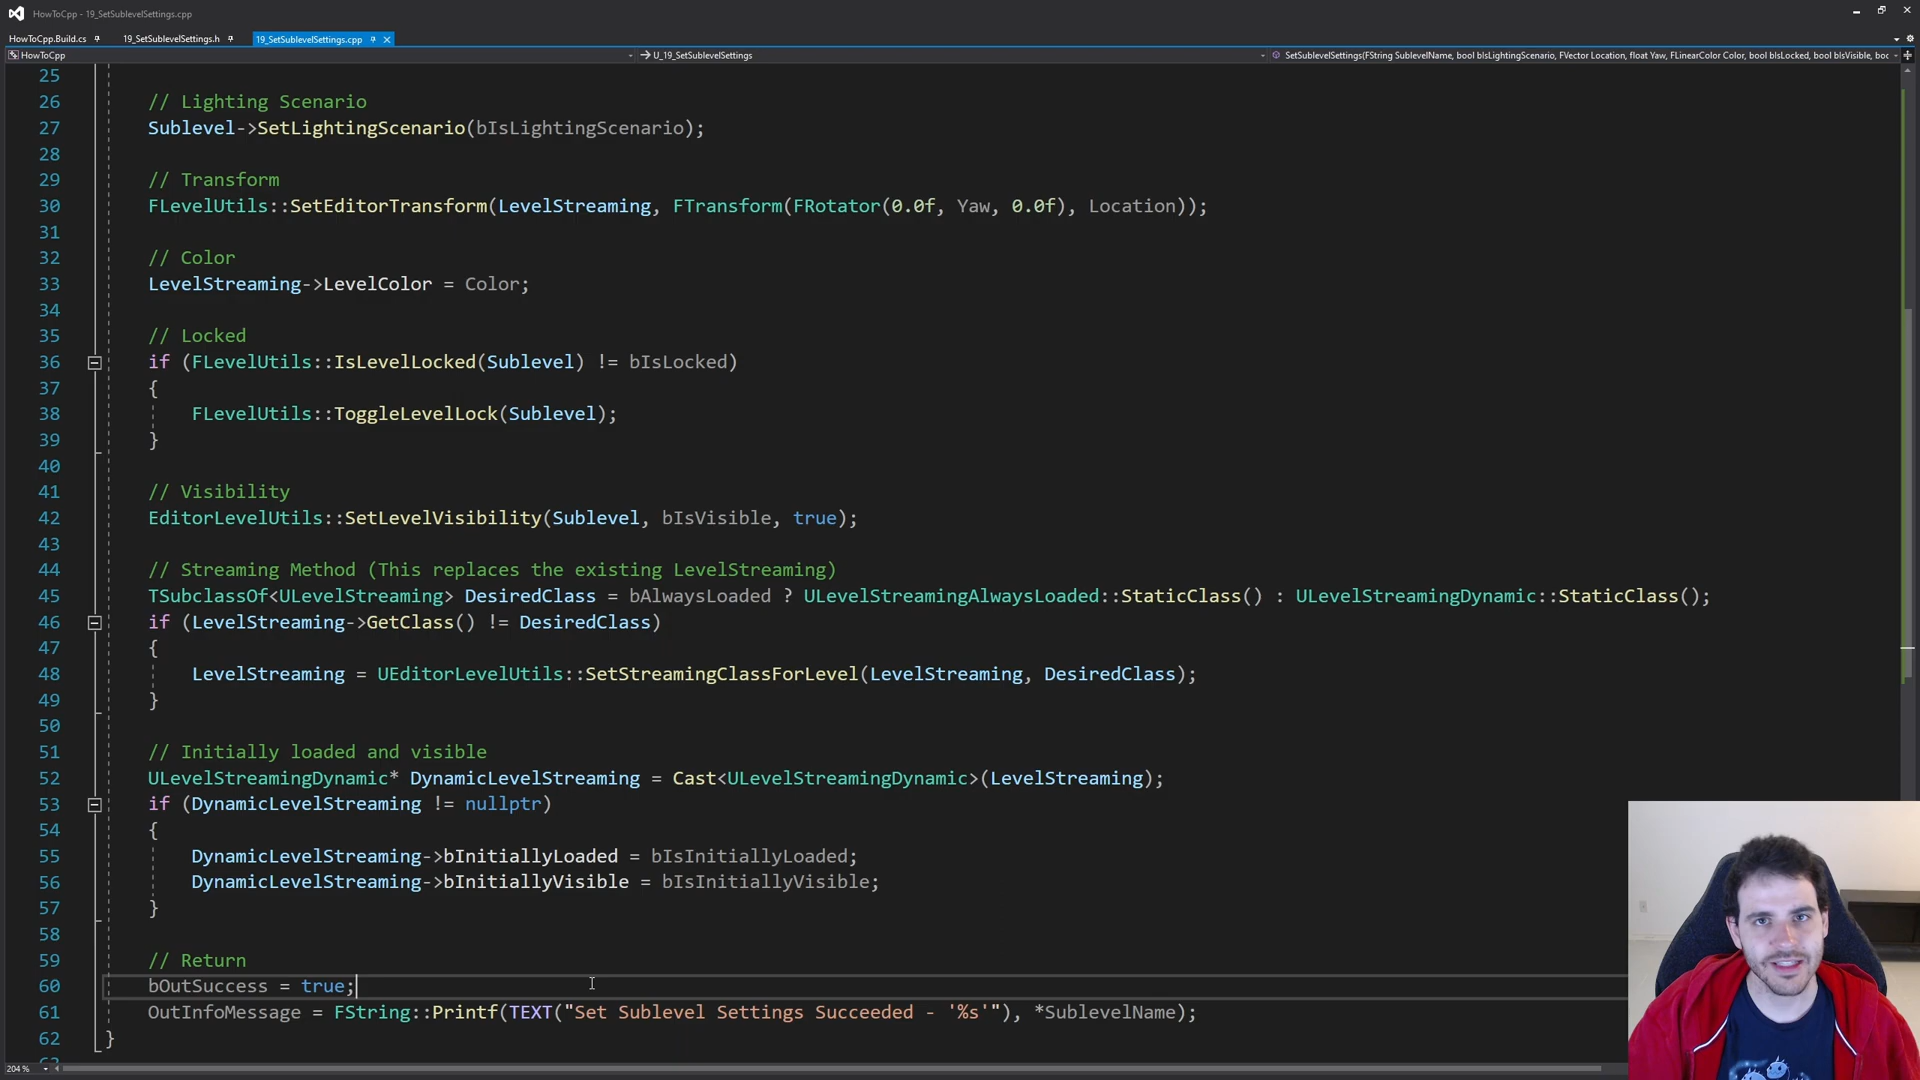 HowToCpp - 19_SetSublevelSettings.cpp
HowToCpp.Build.cs 19_SetSublevelSettings.h 19_SetSublevelSettings.cpp
HowToCpp U_19_SetSublevelSettings SetSublevelSettings(FString SublevelName, bool bIsLightingScenario, FVector Location, float Yaw, FLinearColor Color, bool bIsLocked, bool bIsVisible, boo
25
26 // Lighting Scenario
27 Sublevel->SetLightingScenario(bIsLightingScenario);
28
29 // Transform
30 FLevelUtils::SetEditorTransform(LevelStreaming, FTransform(FRotator(0.0f, Yaw, 0.0f), Location));
31
32 // Color
33 LevelStreaming->LevelColor = Color;
34
35 // Locked
36 if (FLevelUtils::IsLevelLocked(Sublevel) != bIsLocked)
37 {
38 FLevelUtils::ToggleLevelLock(Sublevel);
39 }
40
41 // Visibility
42 EditorLevelUtils::SetLevelVisibility(Sublevel, bIsVisible, true);
43
44 // Streaming Method (This replaces the existing LevelStreaming)
45 TSubclassOf<ULevelStreaming> DesiredClass = bAlwaysLoaded ? ULevelStreamingAlwaysLoaded::StaticClass() : ULevelStreamingDynamic::StaticClass();
46 if (LevelStreaming->GetClass() != DesiredClass)
47 {
48 LevelStreaming = UEditorLevelUtils::SetStreamingClassForLevel(LevelStreaming, DesiredClass);
49 }
50
51 // Initially loaded and visible
52 ULevelStreamingDynamic* DynamicLevelStreaming = Cast<ULevelStreamingDynamic>(LevelStreaming);
53 if (DynamicLevelStreaming != nullptr)
54 {
55 DynamicLevelStreaming->bInitiallyLoaded = bIsInitiallyLoaded;
56 DynamicLevelStreaming->bInitiallyVisible = bIsInitiallyVisible;
57 }
58
59 // Return
60 bOutSuccess = true;
61 OutInfoMessage = FString::Printf(TEXT("Set Sublevel Settings Succeeded - '%s'"), *SublevelName);
62 }
204 %